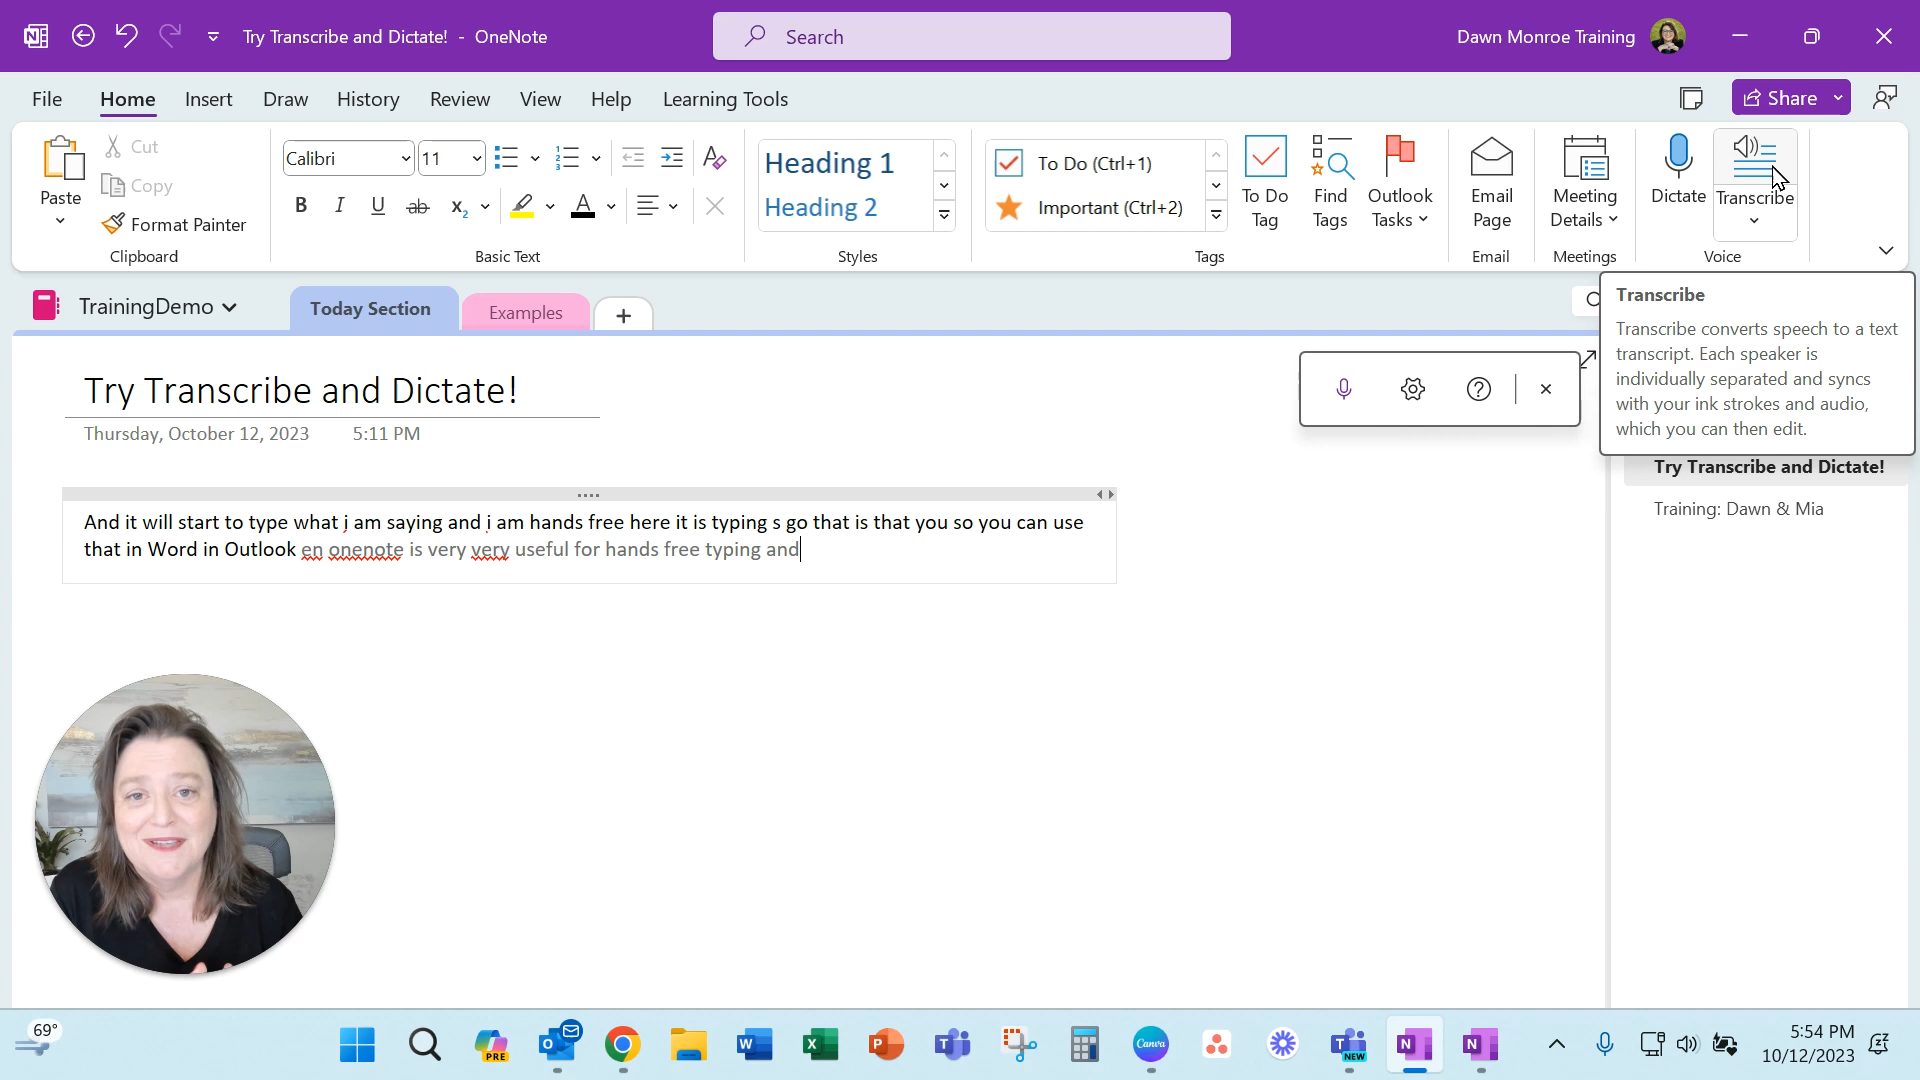 Try Transcribe and Dictate! - OneNote
Search
Dawn Monroe Training
File Home Insert Draw History Review View Help Learning Tools
Share
Paste
Cut
Copy
Format Painter
Clipboard
Calibri 11
B I U ab x2 A A
Basic Text
Heading 1
Heading 2
Styles
To Do (Ctrl+1)
Important (Ctrl+2)
Tags
To Do
Tag
Find
Tags
Outlook
Tasks
Email
Page
Email
Meeting
Details
Meetings
Dictate
Transcribe
Voice
TrainingDemo
Today Section
Examples
+
Transcribe
Transcribe converts speech to a text
transcript. Each speaker is
individually separated and syncs
with your ink strokes and audio,
which you can then edit.
Try Transcribe and Dictate!
Thursday, October 12, 2023 5:11 PM
Try Transcribe and Dictate!
Training: Dawn & Mia
And it will start to type what j am saying and i am hands free here it is typing s go that is that you so you can use
that in Word in Outlook en onenote is very very useful for hands free typing and
69°
PRE
W
X
P
T
Canva
T
NEW
N
N
5:54 PM
10/12/2023